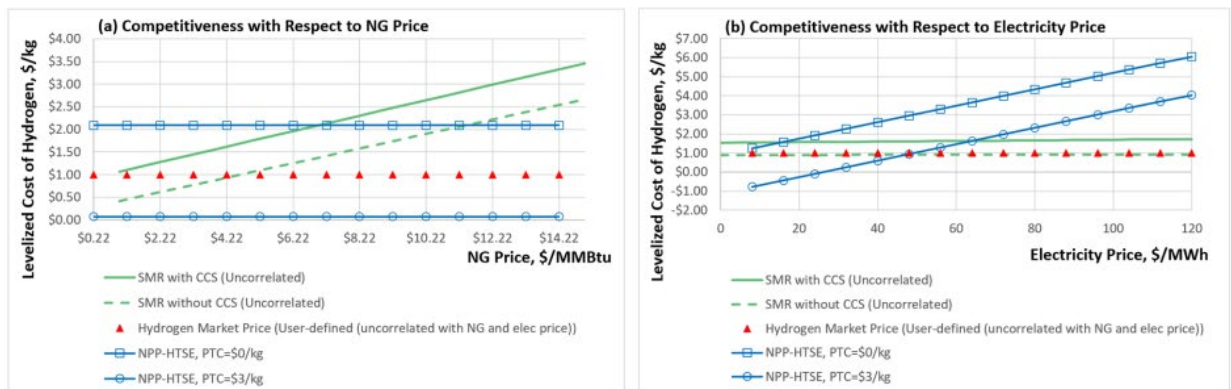 (a) Competitiveness with Respect to NG Price
Levelized Cost of Hydrogen, $/kg
$4.00
$3.50
$3.00
$2.50
$2.00
$1.50
$1.00
$0.50
$0.00
$0.22 $2.22 $4.22 $6.22 $8.22 $10.22 $12.22 $14.22
NG Price, $/MMBtu
SMR with CCS (Uncorrelated)
SMR without CCS (Uncorrelated)
Hydrogen Market Price (User-defined (uncorrelated with NG and elec price))
NPP-HTSE, PTC=$0/kg
NPP-HTSE, PTC=$3/kg
(b) Competitiveness with Respect to Electricity Price
Levelized Cost of Hydrogen, $/kg
$7.00
$6.00
$5.00
$4.00
$3.00
$2.00
$1.00
$0.00
-$1.00
-$2.00
0 20 40 60 80 100 120
Electricity Price, $/MWh
SMR with CCS (Uncorrelated)
SMR without CCS (Uncorrelated)
Hydrogen Market Price (User-defined (uncorrelated with NG and elec price))
NPP-HTSE, PTC=$0/kg
NPP-HTSE, PTC=$3/kg